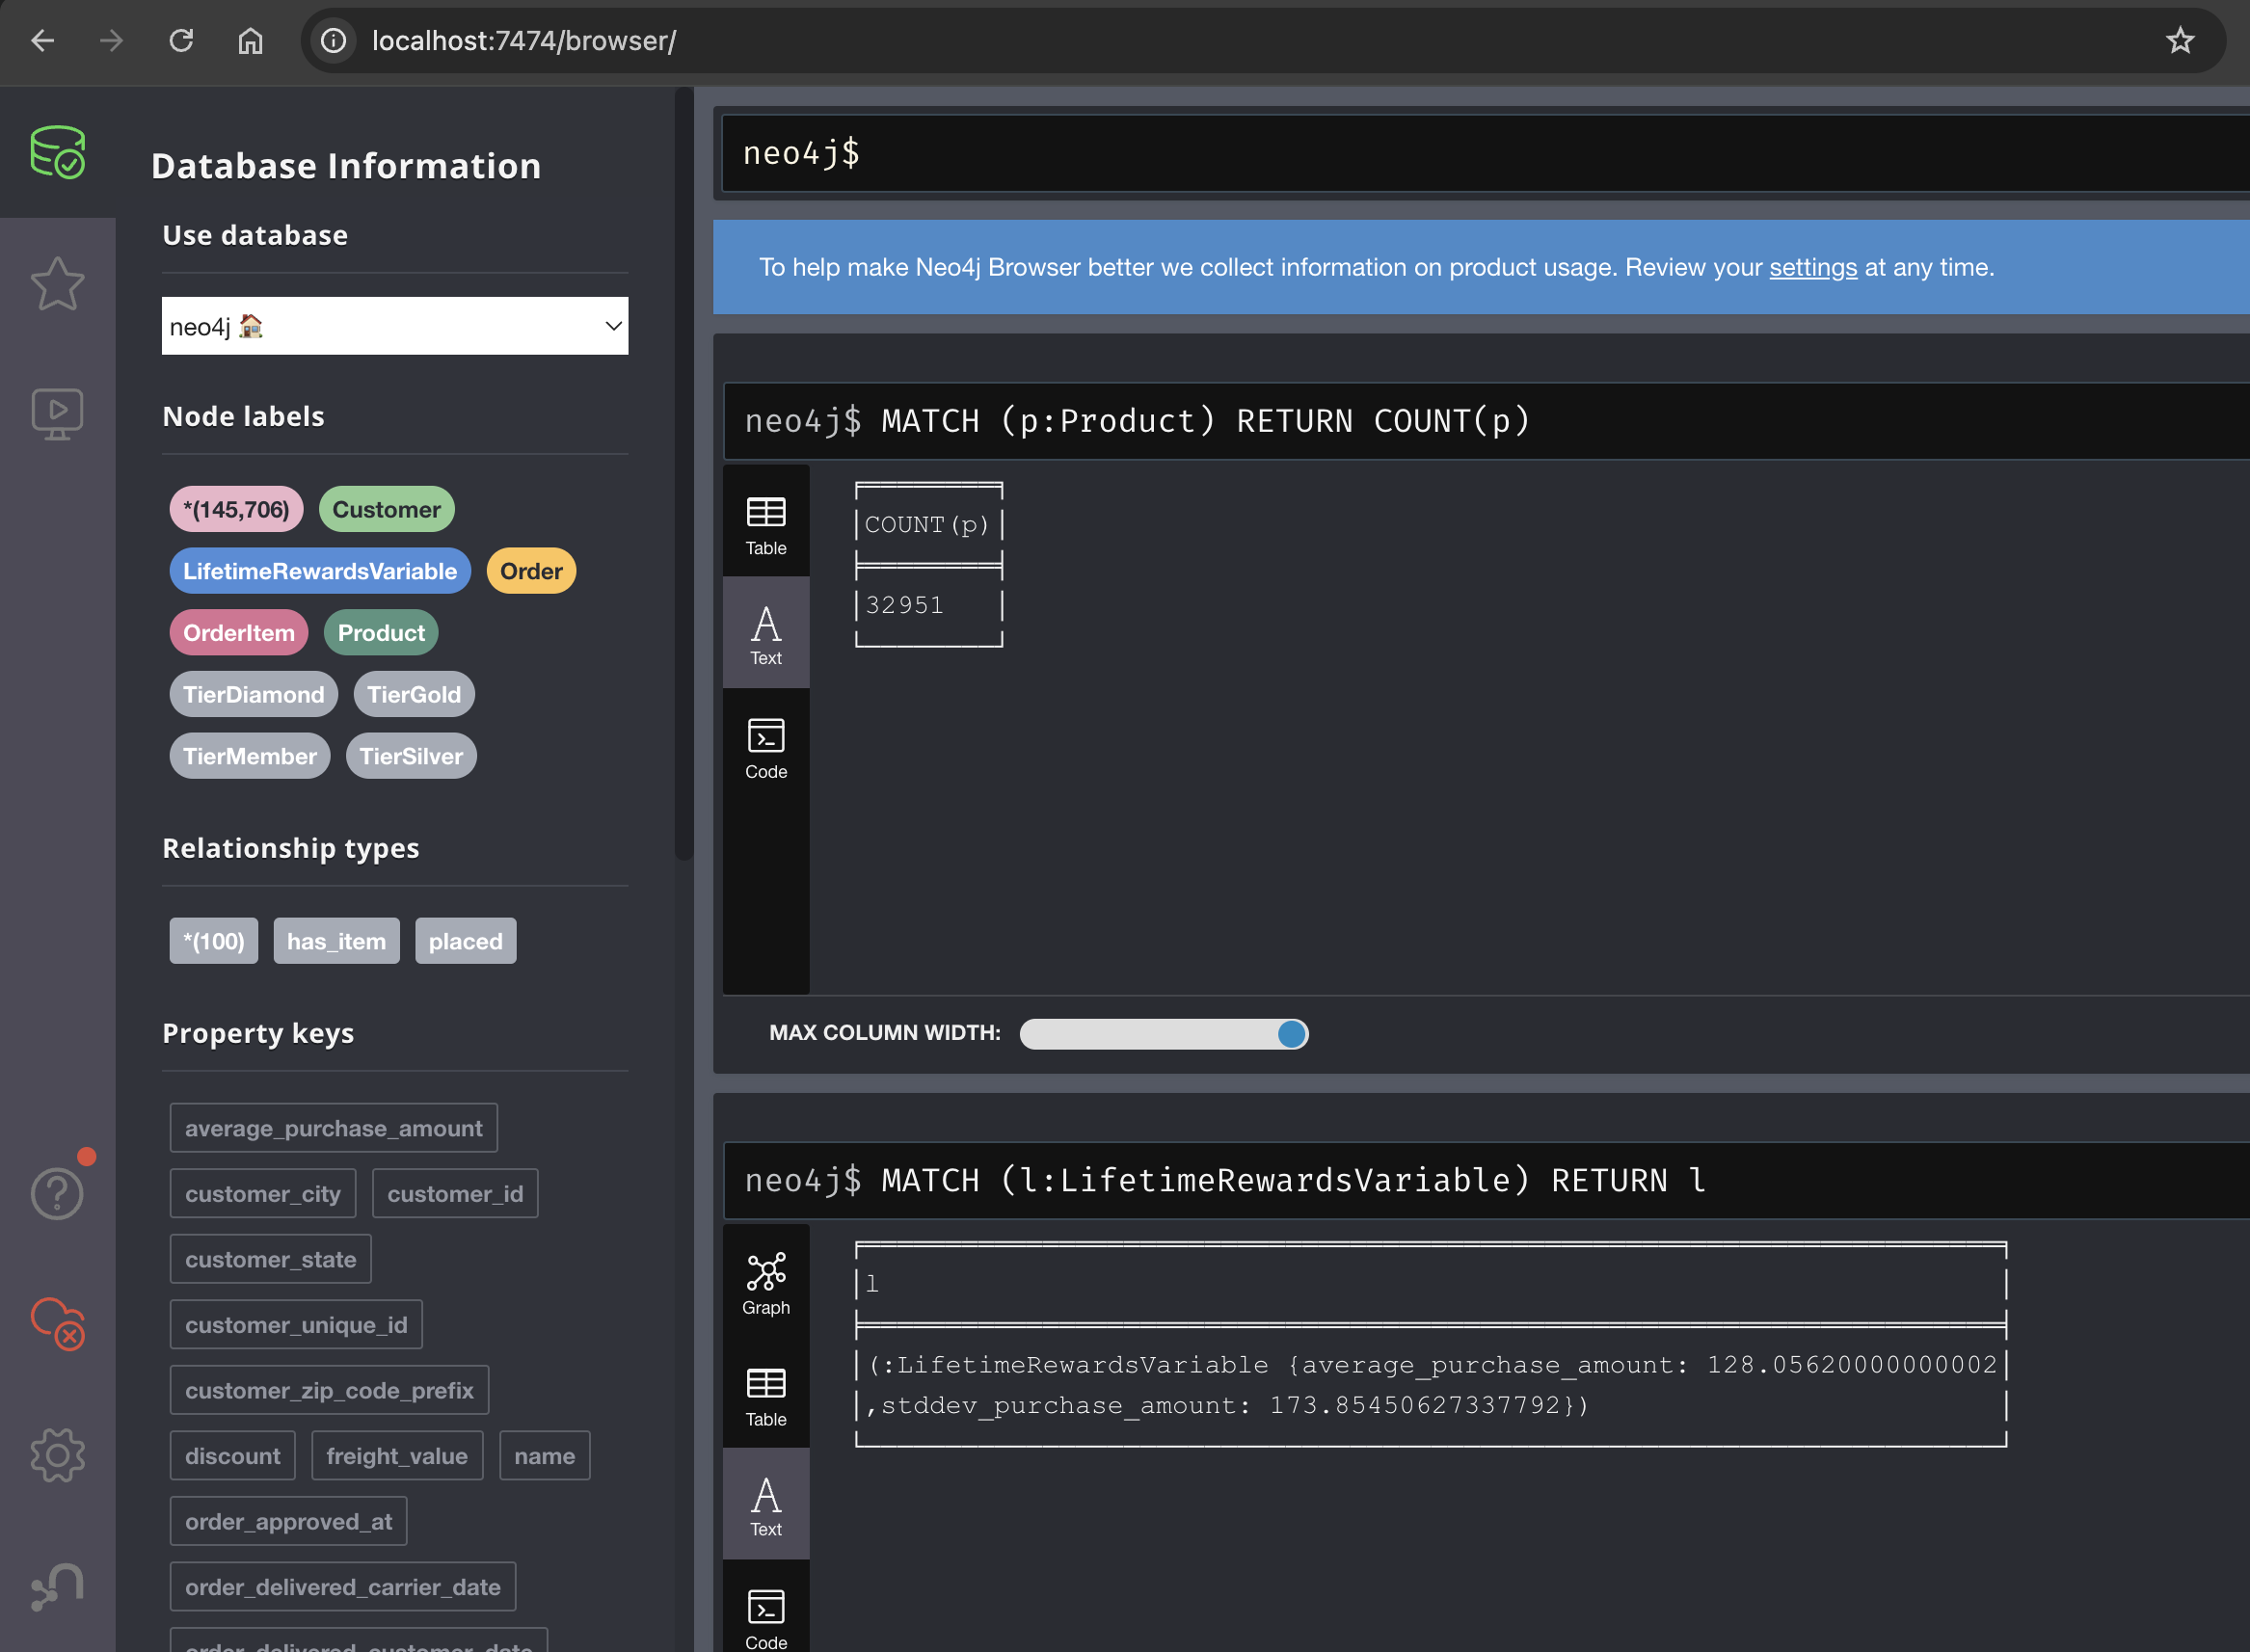 localhost:7474/browser/
Database Information
Use database
neo4j 🏠
Node labels
*(145,706) Customer
LifetimeRewardsVariable Order
OrderItem Product
TierDiamond TierGold
TierMember TierSilver
Relationship types
*(100) has_item placed
Property keys
average_purchase_amount
customer_city customer_id
customer_state
customer_unique_id
customer_zip_code_prefix
discount freight_value name
order_approved_at
order_delivered_carrier_date
order_delivered_customer_date
neo4j$
To help make Neo4j Browser better we collect information on product usage. Review your settings at any time.
neo4j$ MATCH (p:Product) RETURN COUNT(p)
Table
Text
Code
COUNT(p)
32951
MAX COLUMN WIDTH:
neo4j$ MATCH (l:LifetimeRewardsVariable) RETURN l
Graph
Table
Text
Code
l
(:LifetimeRewardsVariable {average_purchase_amount: 128.05620000000002
,stddev_purchase_amount: 173.85450627337792})